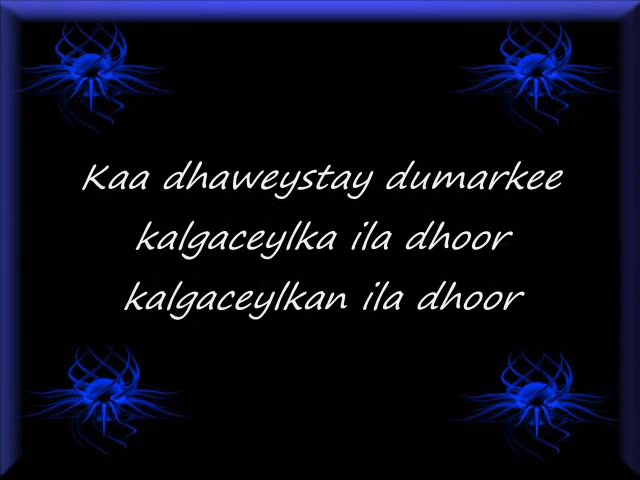 Kaa dhaweystay dumarkee
kalgaceylka ila dhoor
kalgaceylkan ila dhoor